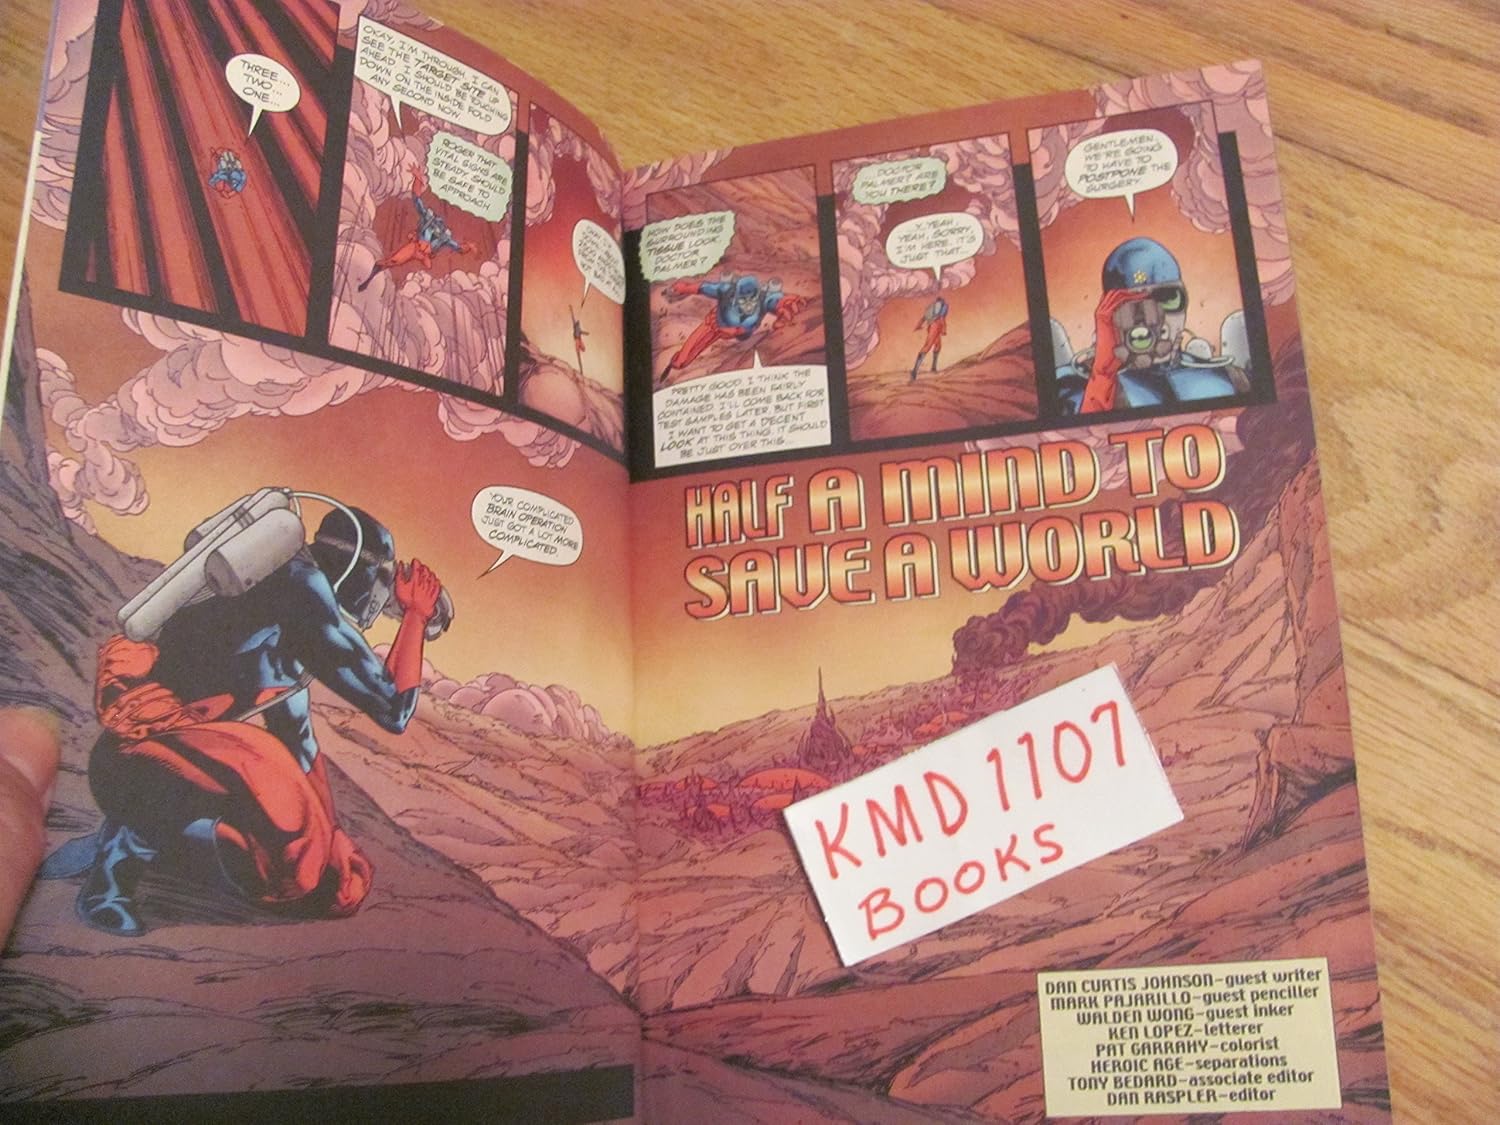 THREE...
TWO...
ONE...
OKAY, I'M THROUGH. I CAN
SEE THE TARGET SITE UP
AHEAD. I SHOULD BE TOUCHING
DOWN ON THE INSIDE FOLD
ANY SECOND NOW.
ROGER THAT.
VITAL SIGNS ARE
STEADY. SHOULD
BE SAFE TO
APPROACH
HOW DOES THE
SURROUNDING
TISSUE LOOK,
DOCTOR
PALMER?
PRETTY GOOD. I THINK THE
DAMAGE HAS BEEN FAIRLY
CONTAINED. I'LL COME BACK FOR
TEST SAMPLES LATER, BUT FIRST
I WANT TO GET A DECENT
LOOK AT THIS THING. IT SHOULD
BE JUST OVER THIS...
DOCTOR
PALMER? ARE
YOU THERE?
...Y, YEAH,
YEAH, SORRY.
I'M HERE. IT'S
JUST THAT...
GENTLEMEN,
WE'RE GOING
TO HAVE TO
POSTPONE THE
SURGERY.
YOUR COMPLICATED
BRAIN OPERATION
JUST GOT A LOT MORE
COMPLICATED.
HALF A MIND TO
SAVE A WORLD
KMD 1107
BOOKS
DAN CURTIS JOHNSON-guest writer
MARK PAJARILLO-guest penciller
WALDEN WONG-guest inker
KEN LOPEZ-letterer
PAT GARRAHY-colorist
HEROIC AGE-separations
TONY BEDARD-associate editor
DAN RASPLER-editor